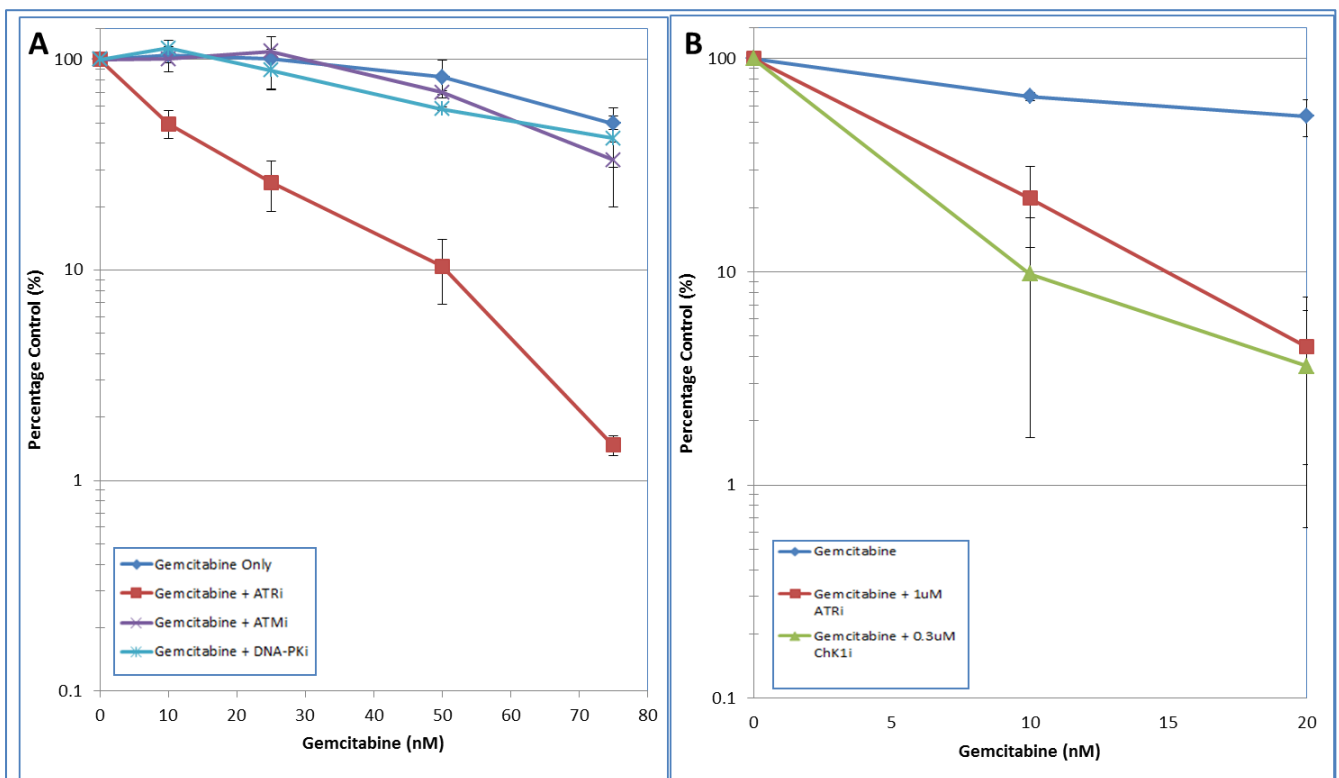 A
100
10
1
0.1
Percentage Control (%)
Gemcitabine Only
Gemcitabine + ATRi
Gemcitabine + ATMi
Gemcitabine + DNA-PKi
0 10 20 30 40 50 60 70 80
Gemcitabine (nM)
B
100
10
1
0.1
Percentage Control (%)
Gemcitabine
Gemcitabine + 1uM
ATRi
Gemcitabine + 0.3uM
ChK1i
0 5 10 15 20
Gemcitabine (nM)